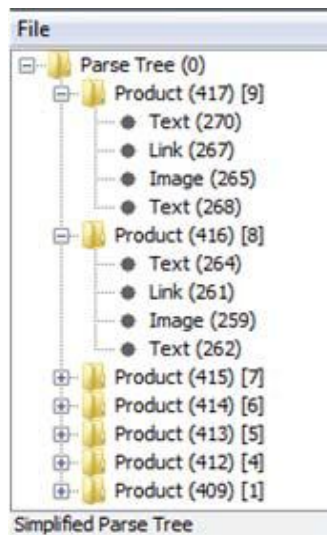 File
Parse Tree (0)
Product (417) [9]
Text (270)
Link (267)
Image (265)
Text (268)
Product (416) [8]
Text (264)
Link (261)
Image (259)
Text (262)
Product (415) [7]
Product (414) [6]
Product (413) [5]
Product (412) [4]
Product (409) [1]
Simplified Parse Tree